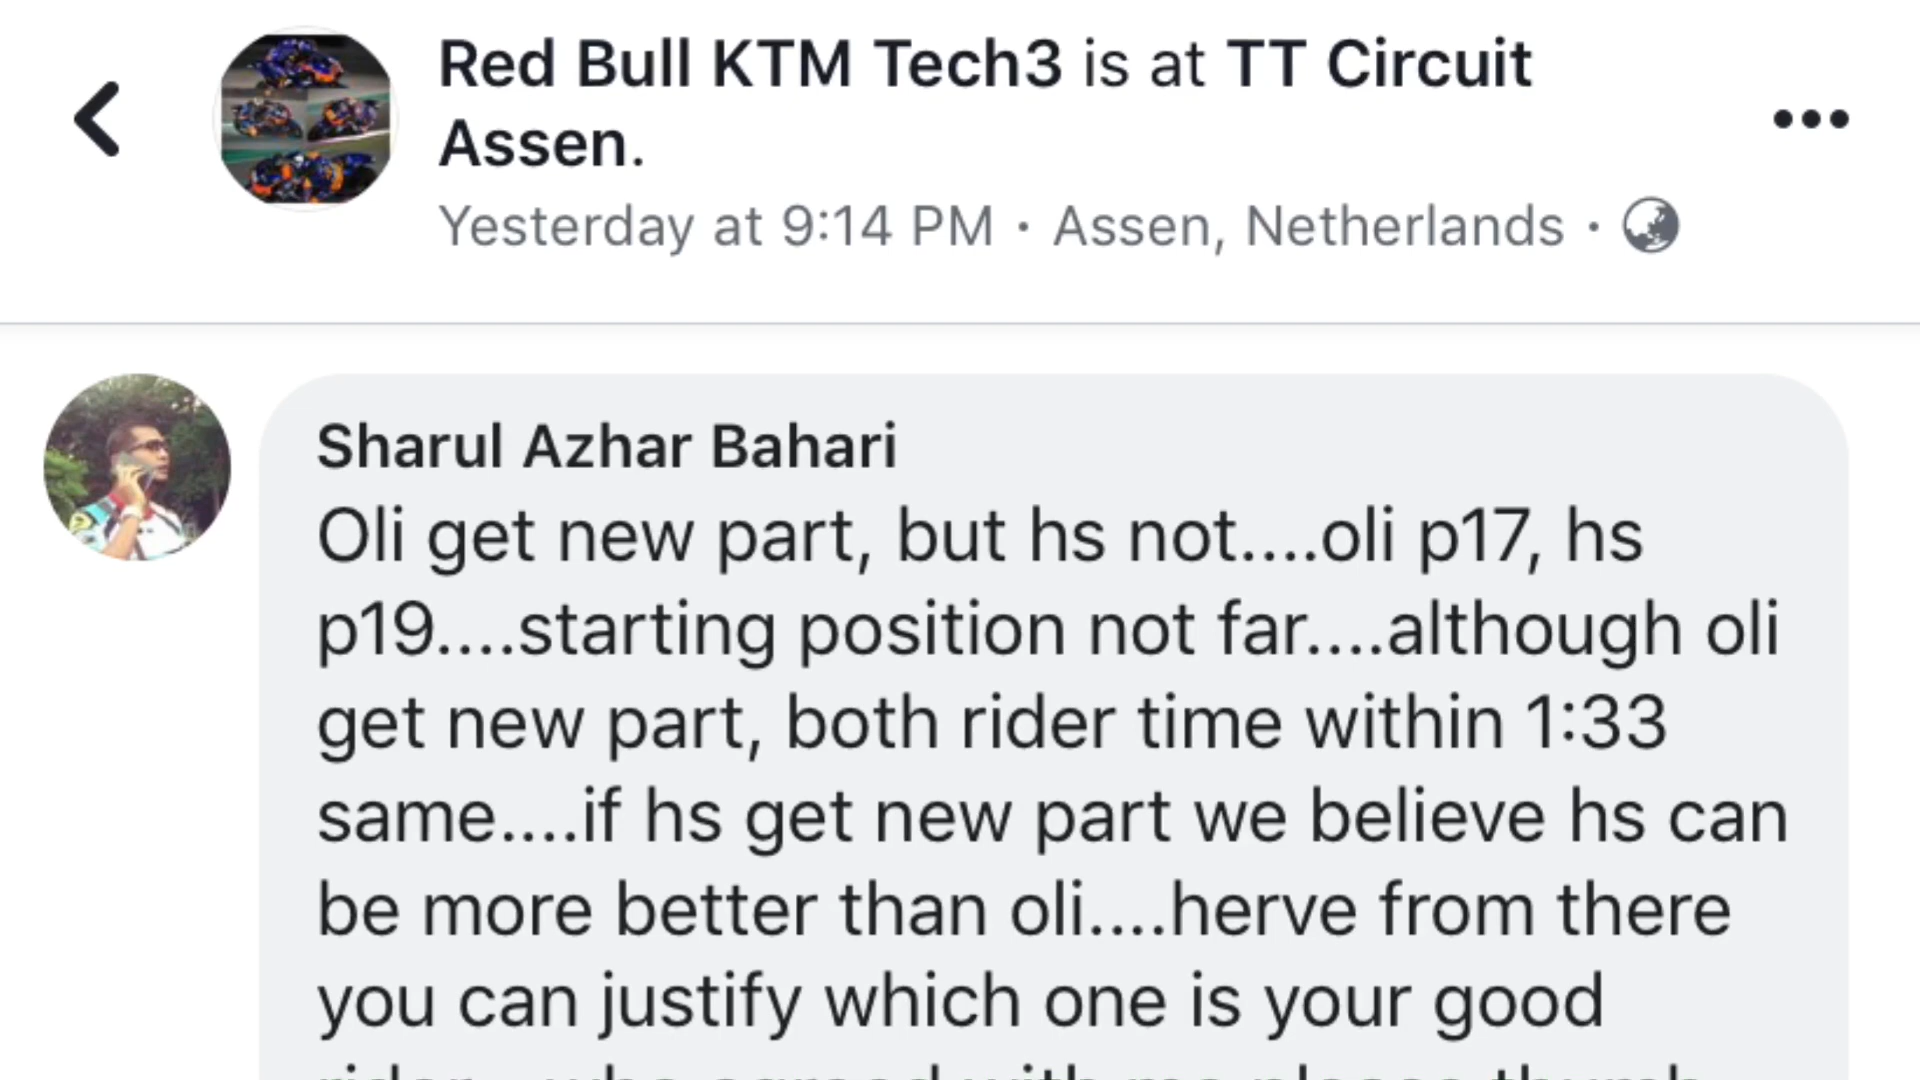 Red Bull KTM Tech3 is at TT Circuit
Assen.
Yesterday at 9:14 PM · Assen, Netherlands ·
Sharul Azhar Bahari
Oli get new part, but hs not....oli p17, hs
p19....starting position not far....although oli
get new part, both rider time within 1:33
same....if hs get new part we believe hs can
be more better than oli....herve from there
you can justify which one is your good